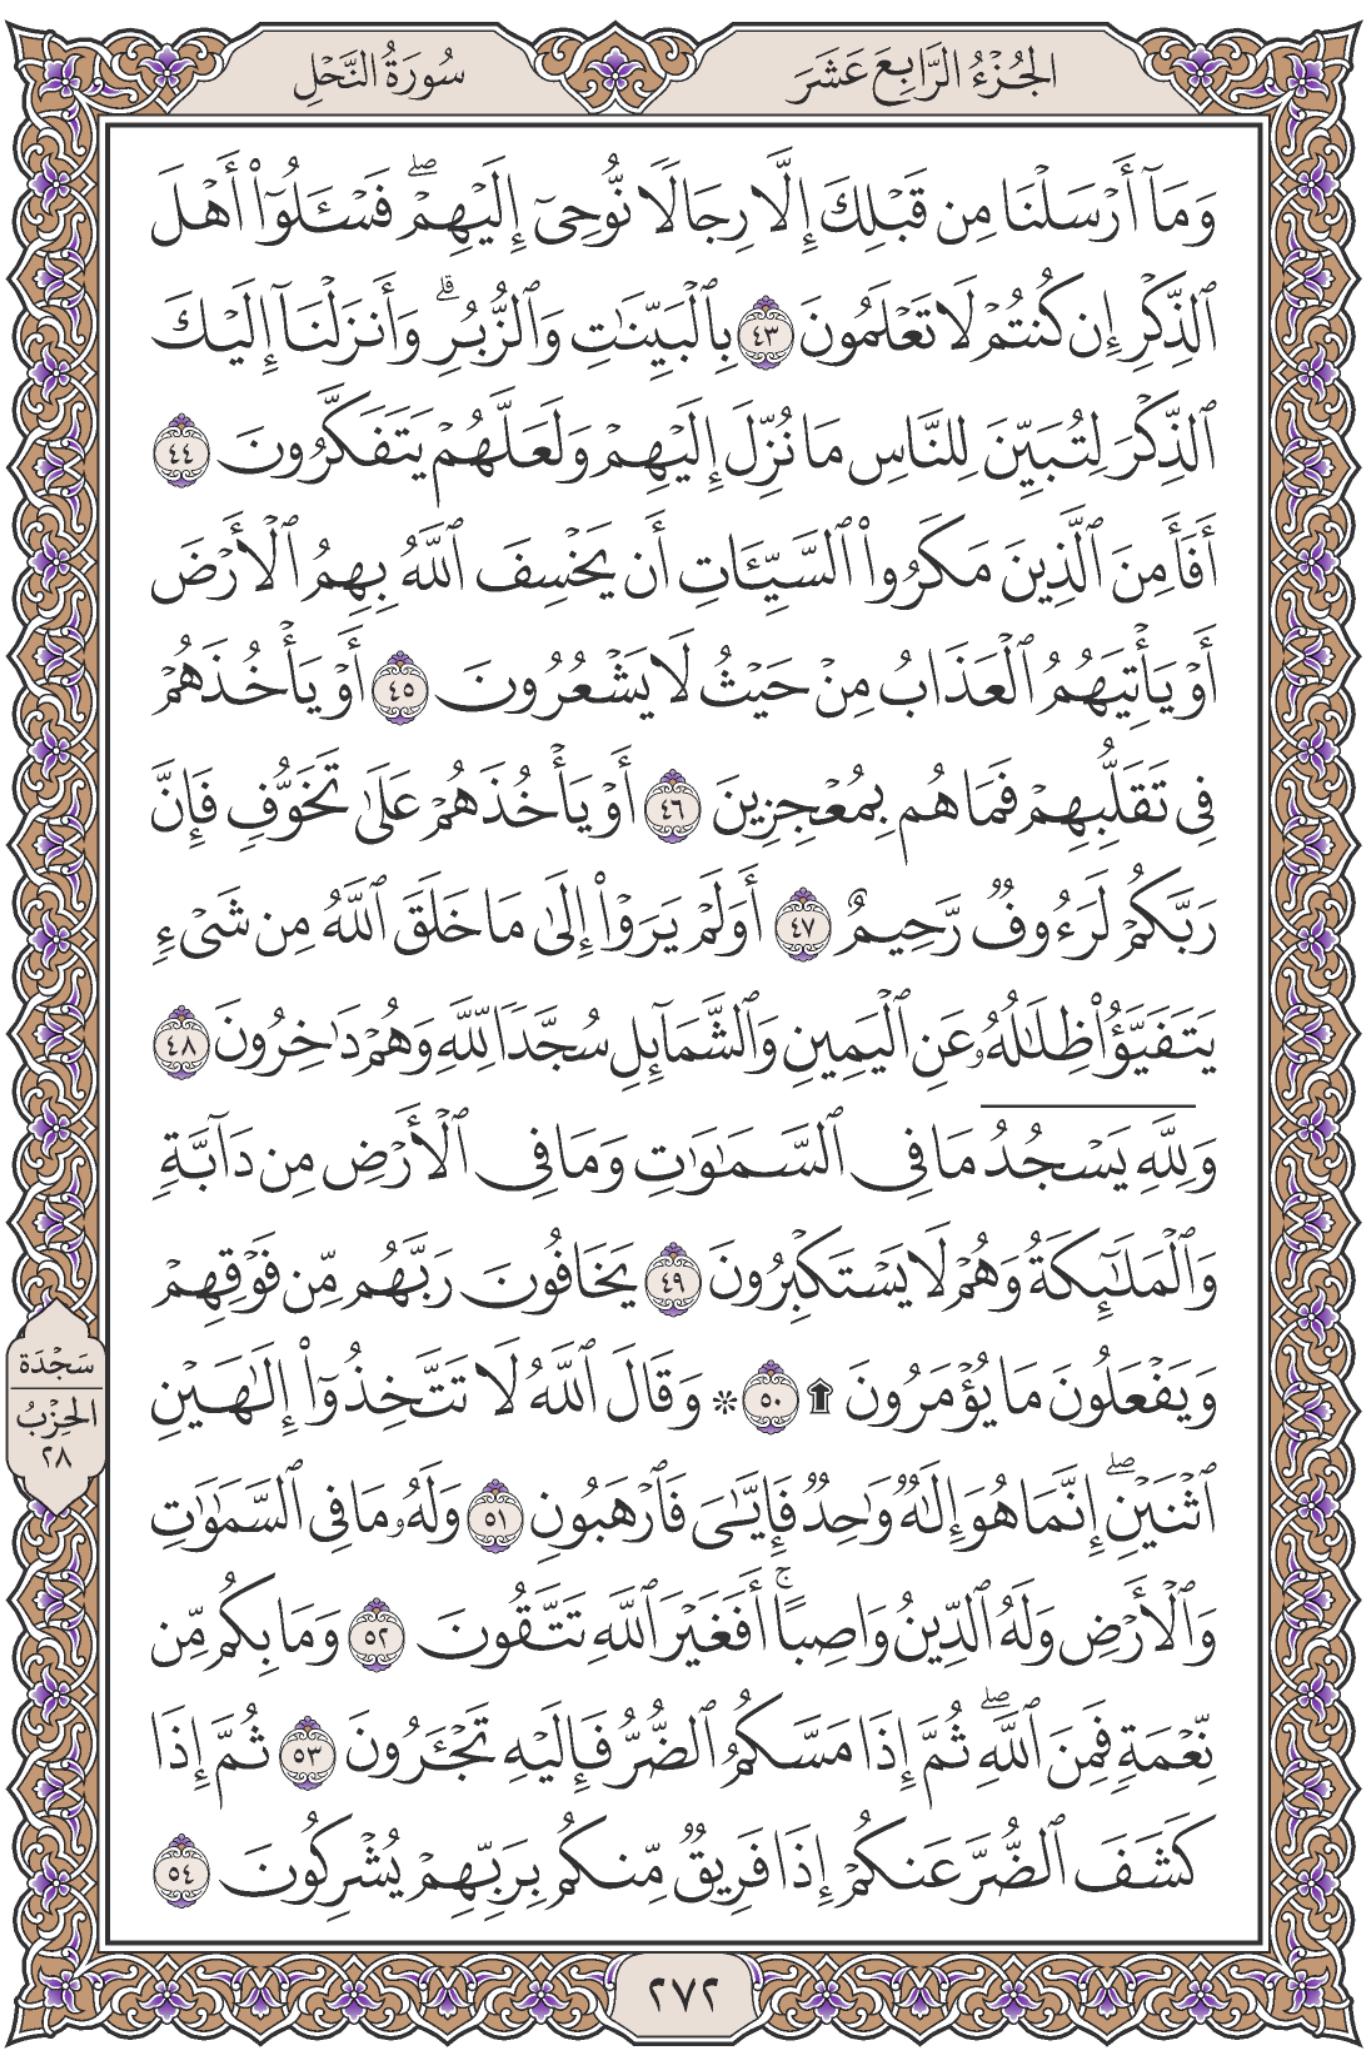 الجُزْءُ الرَّابِعَ عَشَرَ
سُورَةُ النَّحْلِ
وَمَآ أَرْسَلْنَا مِن قَبْلِكَ إِلَّا رِجَالًا نُّوحِىٓ إِلَيْهِمْ ۖ فَسْـَٔلُوٓا۟ أَهْلَ
ٱلذِّكْرِ إِن كُنتُمْ لَا تَعْلَمُونَ ٤٣ بِٱلْبَيِّنَـٰتِ وَٱلزُّبُرِ ۗ وَأَنزَلْنَآ إِلَيْكَ
ٱلذِّكْرَ لِتُبَيِّنَ لِلنَّاسِ مَا نُزِّلَ إِلَيْهِمْ وَلَعَلَّهُمْ يَتَفَكَّرُونَ ٤٤
أَفَأَمِنَ ٱلَّذِينَ مَكَرُوا۟ ٱلسَّيِّـَٔاتِ أَن يَخْسِفَ ٱللَّهُ بِهِمُ ٱلْأَرْضَ
أَوْ يَأْتِيَهُمُ ٱلْعَذَابُ مِنْ حَيْثُ لَا يَشْعُرُونَ ٤٥ أَوْ يَأْخُذَهُمْ
فِى تَقَلُّبِهِمْ فَمَا هُم بِمُعْجِزِينَ ٤٦ أَوْ يَأْخُذَهُمْ عَلَىٰ تَخَوُّفٍ فَإِنَّ
رَبَّكُمْ لَرَءُوفٌ رَّحِيمٌ ٤٧ أَوَلَمْ يَرَوْا۟ إِلَىٰ مَا خَلَقَ ٱللَّهُ مِن شَىْءٍ
يَتَفَيَّؤُا۟ ظِلَـٰلُهُۥ عَنِ ٱلْيَمِينِ وَٱلشَّمَآئِلِ سُجَّدًا لِّلَّهِ وَهُمْ دَٰخِرُونَ ٤٨
وَلِلَّهِ يَسْجُدُ مَا فِى ٱلسَّمَـٰوَٰتِ وَمَا فِى ٱلْأَرْضِ مِن دَآبَّةٍ
وَٱلْمَلَـٰٓئِكَةُ وَهُمْ لَا يَسْتَكْبِرُونَ ٤٩ يَخَافُونَ رَبَّهُم مِّن فَوْقِهِمْ
وَيَفْعَلُونَ مَا يُؤْمَرُونَ ۩ ٥٠ * وَقَالَ ٱللَّهُ لَا تَتَّخِذُوٓا۟ إِلَـٰهَيْنِ
ٱثْنَيْنِ ۖ إِنَّمَا هُوَ إِلَـٰهٌ وَٰحِدٌ فَإِيَّـٰىَ فَٱرْهَبُونِ ٥١ وَلَهُۥ مَا فِى ٱلسَّمَـٰوَٰتِ
وَٱلْأَرْضِ وَلَهُ ٱلدِّينُ وَاصِبًا ۚ أَفَغَيْرَ ٱللَّهِ تَتَّقُونَ ٥٢ وَمَا بِكُم مِّن
نِّعْمَةٍ فَمِنَ ٱللَّهِ ۖ ثُمَّ إِذَا مَسَّكُمُ ٱلضُّرُّ فَإِلَيْهِ تَجْـَٔرُونَ ٥٣ ثُمَّ إِذَا
كَشَفَ ٱلضُّرَّ عَنكُمْ إِذَا فَرِيقٌ مِّنكُم بِرَبِّهِمْ يُشْرِكُونَ ٥٤
سَجْدَة
الحِزْبُ
٢٨
٢٧٢